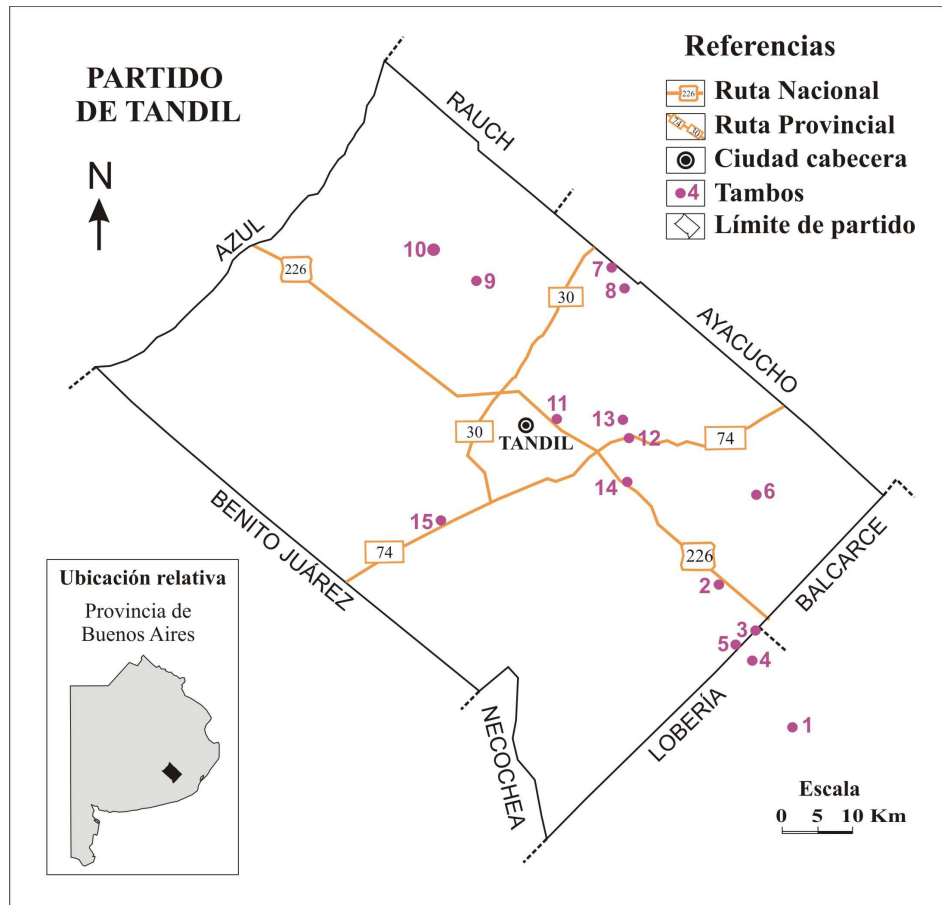 PARTIDO
DE TANDIL
N
Referencias
226 Ruta Nacional
74 30 Ruta Provincial
Ciudad cabecera
4 Tambos
Límite de partido
RAUCH
AZUL
AYACUCHO
BENITO JUÁREZ
BALCARCE
LOBERÍA
NECOCHEA
226
10
9
30
7
8
11
13
12
TANDIL
30
74
14
6
15
74
226
2
3
5
4
1
Ubicación relativa
Provincia de
Buenos Aires
Escala
0 5 10 Km